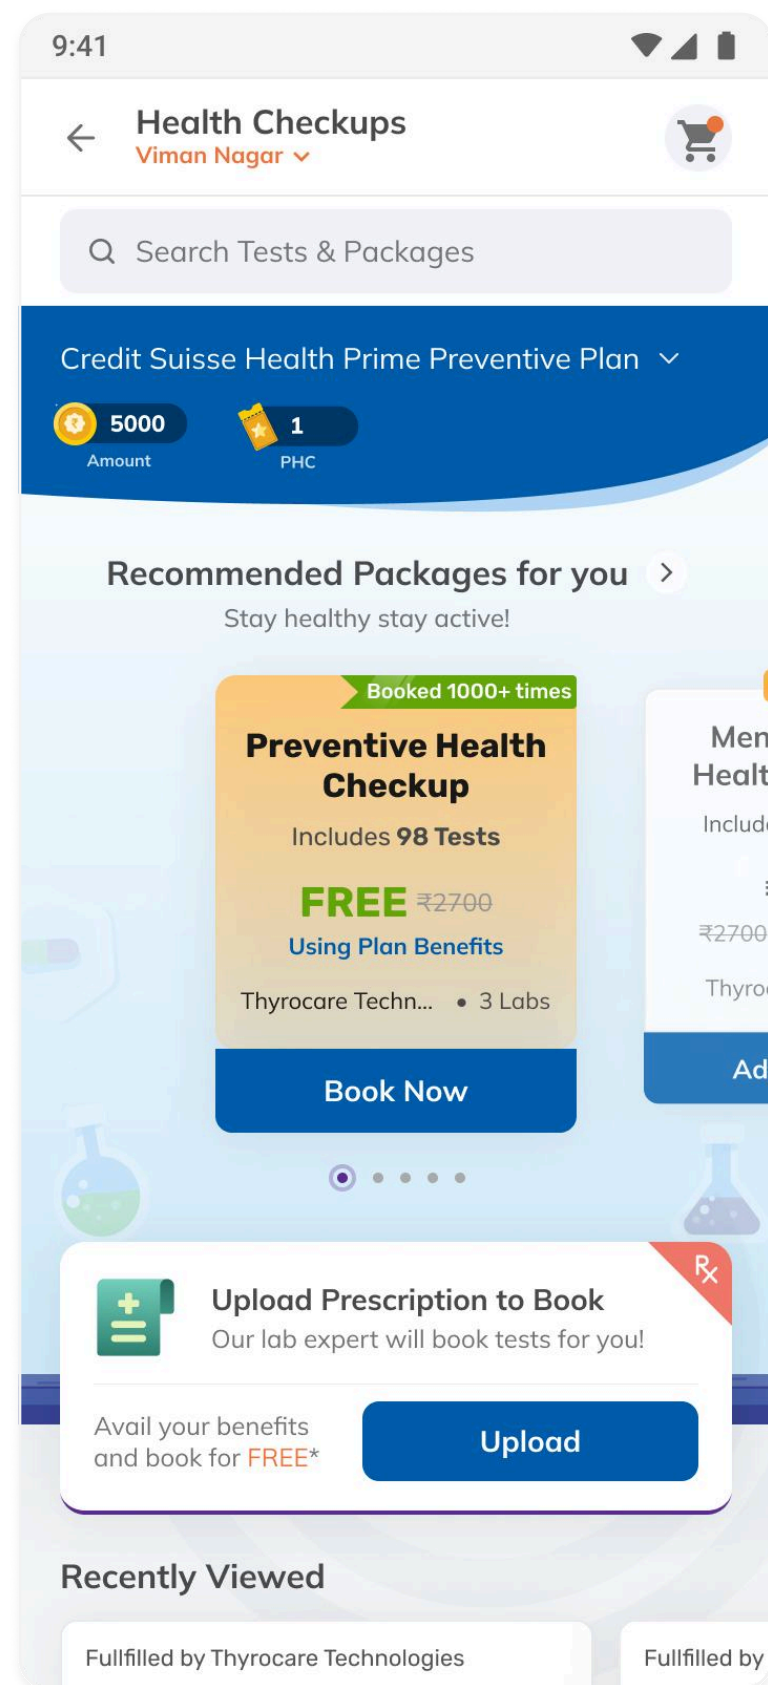 9:41
Health Checkups
Viman Nagar
Search Tests & Packages
Credit Suisse Health Prime Preventive Plan
5000
Amount
1
PHC
Recommended Packages for you
Stay healthy stay active!
Booked 1000+ times
Preventive Health
Checkup
Includes 98 Tests
FREE ₹2700
Using Plan Benefits
Thyrocare Techn... • 3 Labs
Book Now
Men
Healt
Includ
₹2700
Thyro
Ad
Rx
Upload Prescription to Book
Our lab expert will book tests for you!
Avail your benefits
and book for FREE*
Upload
Recently Viewed
Fullfilled by Thyrocare Technologies
Fullfilled by